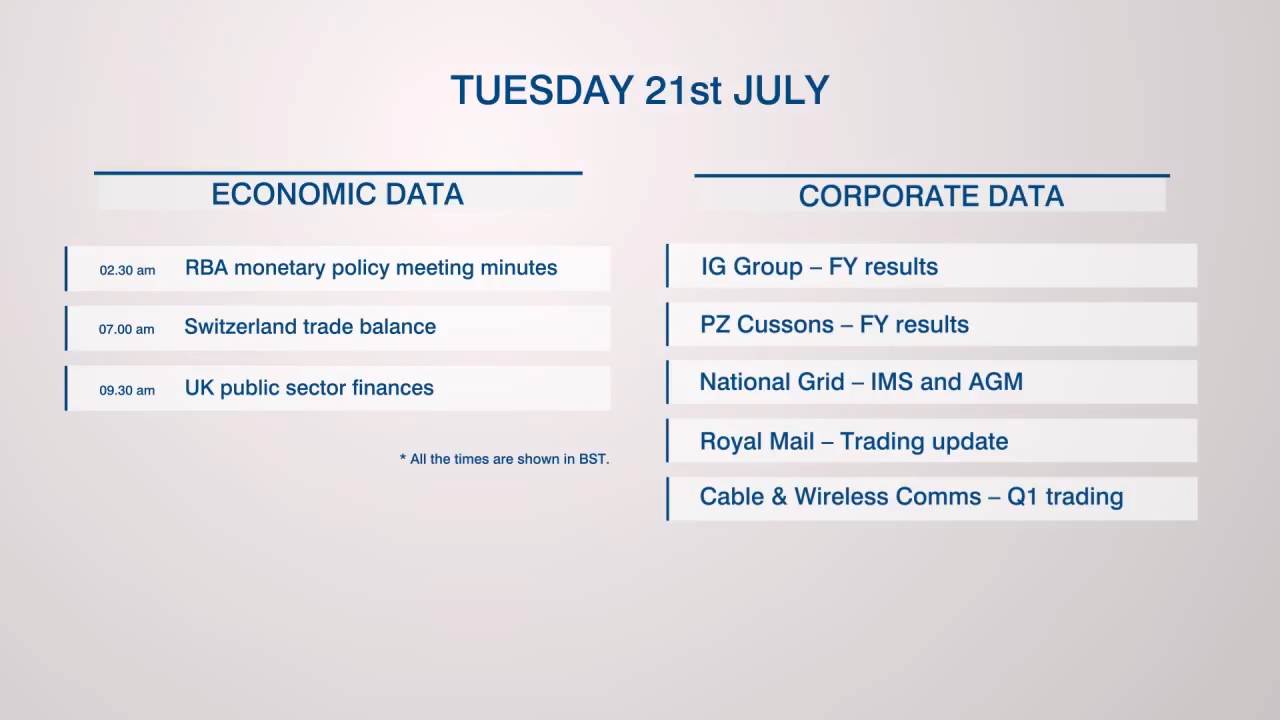 TUESDAY 21st JULY
ECONOMIC DATA
02.30 am RBA monetary policy meeting minutes
07.00 am Switzerland trade balance
09.30 am UK public sector finances
* All the times are shown in BST.
CORPORATE DATA
IG Group – FY results
PZ Cussons – FY results
National Grid – IMS and AGM
Royal Mail – Trading update
Cable & Wireless Comms – Q1 trading